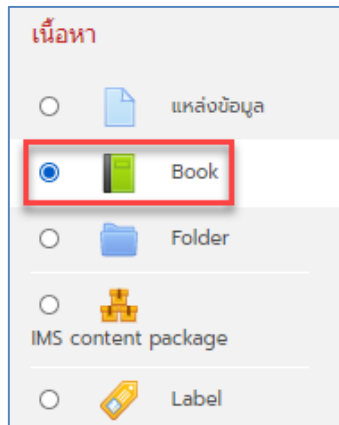 เนื้อหา
แหล่งข้อมูล
Book
Folder
IMS content package
Label